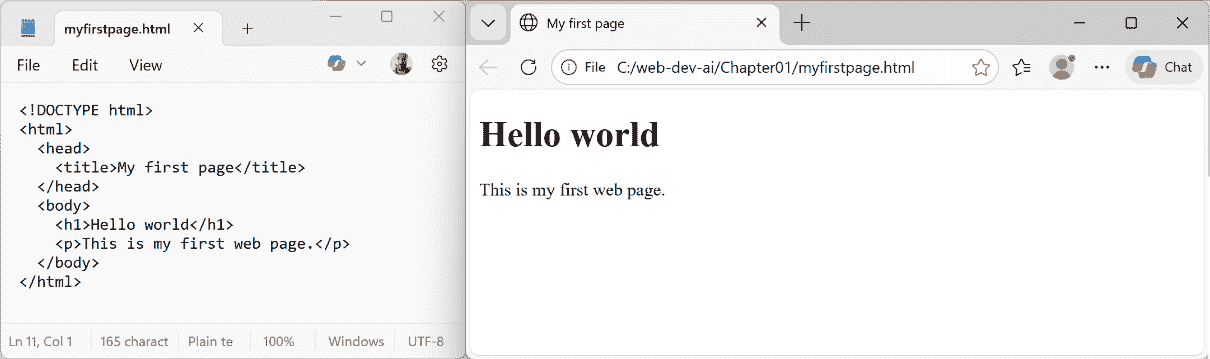 myfirstpage.html
File Edit View
<!DOCTYPE html>
<html>
  <head>
    <title>My first page</title>
  </head>
  <body>
    <h1>Hello world</h1>
    <p>This is my first web page.</p>
  </body>
</html>
Ln 11, Col 1 165 charact Plain te 100% Windows UTF-8
My first page
File C:/web-dev-ai/Chapter01/myfirstpage.html Chat
Hello world
This is my first web page.